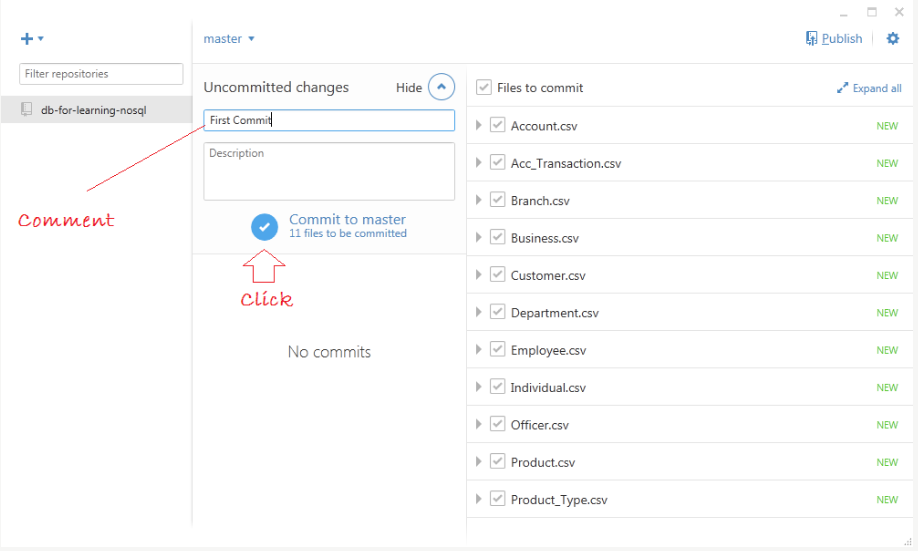 master
Publish
Filter repositories
db-for-learning-nosql
Uncommitted changes
Hide
First Commit
Description
Commit to master
11 files to be committed
Comment
Click
No commits
Files to commit
Expand all
Account.csv NEW
Acc_Transaction.csv NEW
Branch.csv NEW
Business.csv NEW
Customer.csv NEW
Department.csv NEW
Employee.csv NEW
Individual.csv NEW
Officer.csv NEW
Product.csv NEW
Product_Type.csv NEW